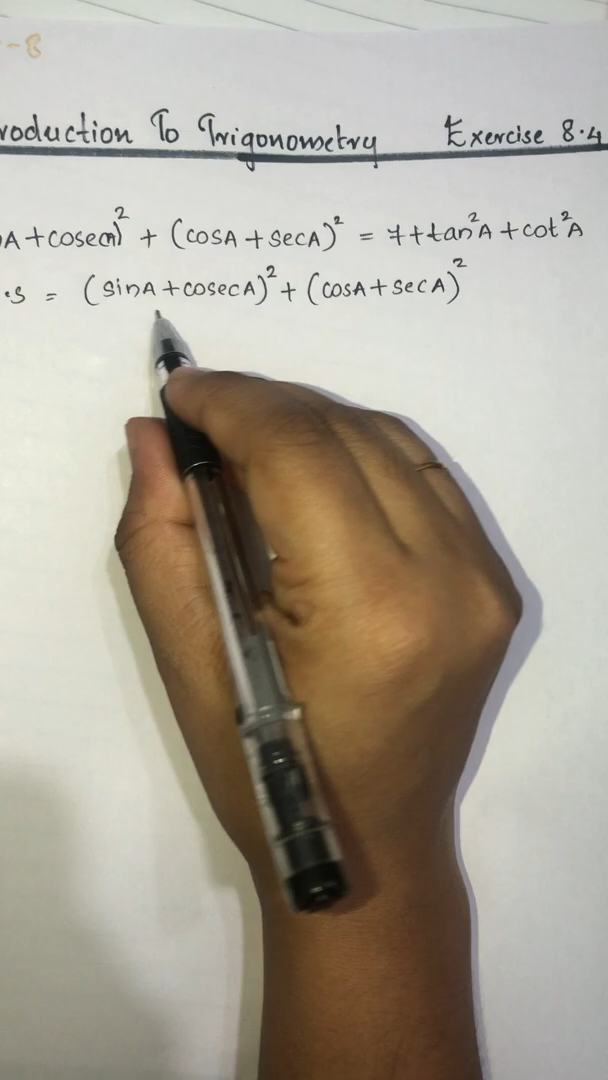 -8
roduction To Trigonometry Exercise 8.4
A + cosecA)² + (cosA + secA)² = 7 + tan²A + cot²A
.S = (sinA + cosecA)² + (cosA + secA)²